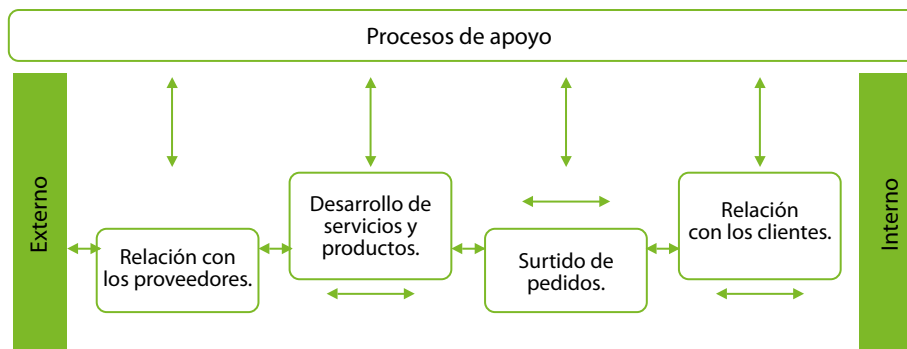 Procesos de apoyo
Externo
Relación con
los proveedores.
Desarrollo de
servicios y
productos.
Surtido de
pedidos.
Relación
con los clientes.
Interno